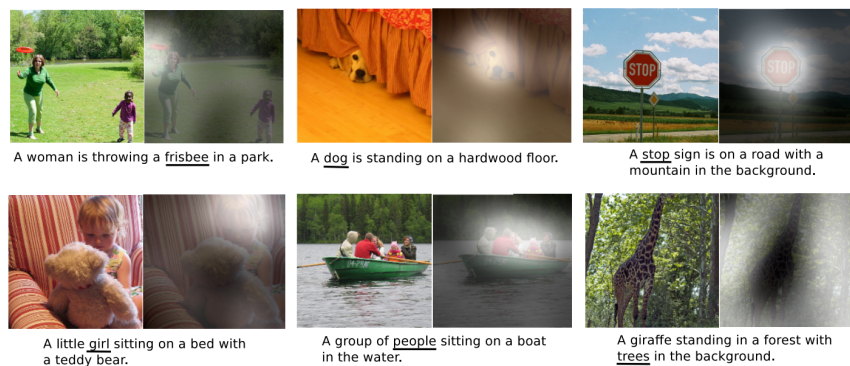 STOP
STOP
A woman is throwing a frisbee in a park.
A dog is standing on a hardwood floor.
A stop sign is on a road with a
mountain in the background.
A little girl sitting on a bed with
a teddy bear.
A group of people sitting on a boat
in the water.
A giraffe standing in a forest with
trees in the background.